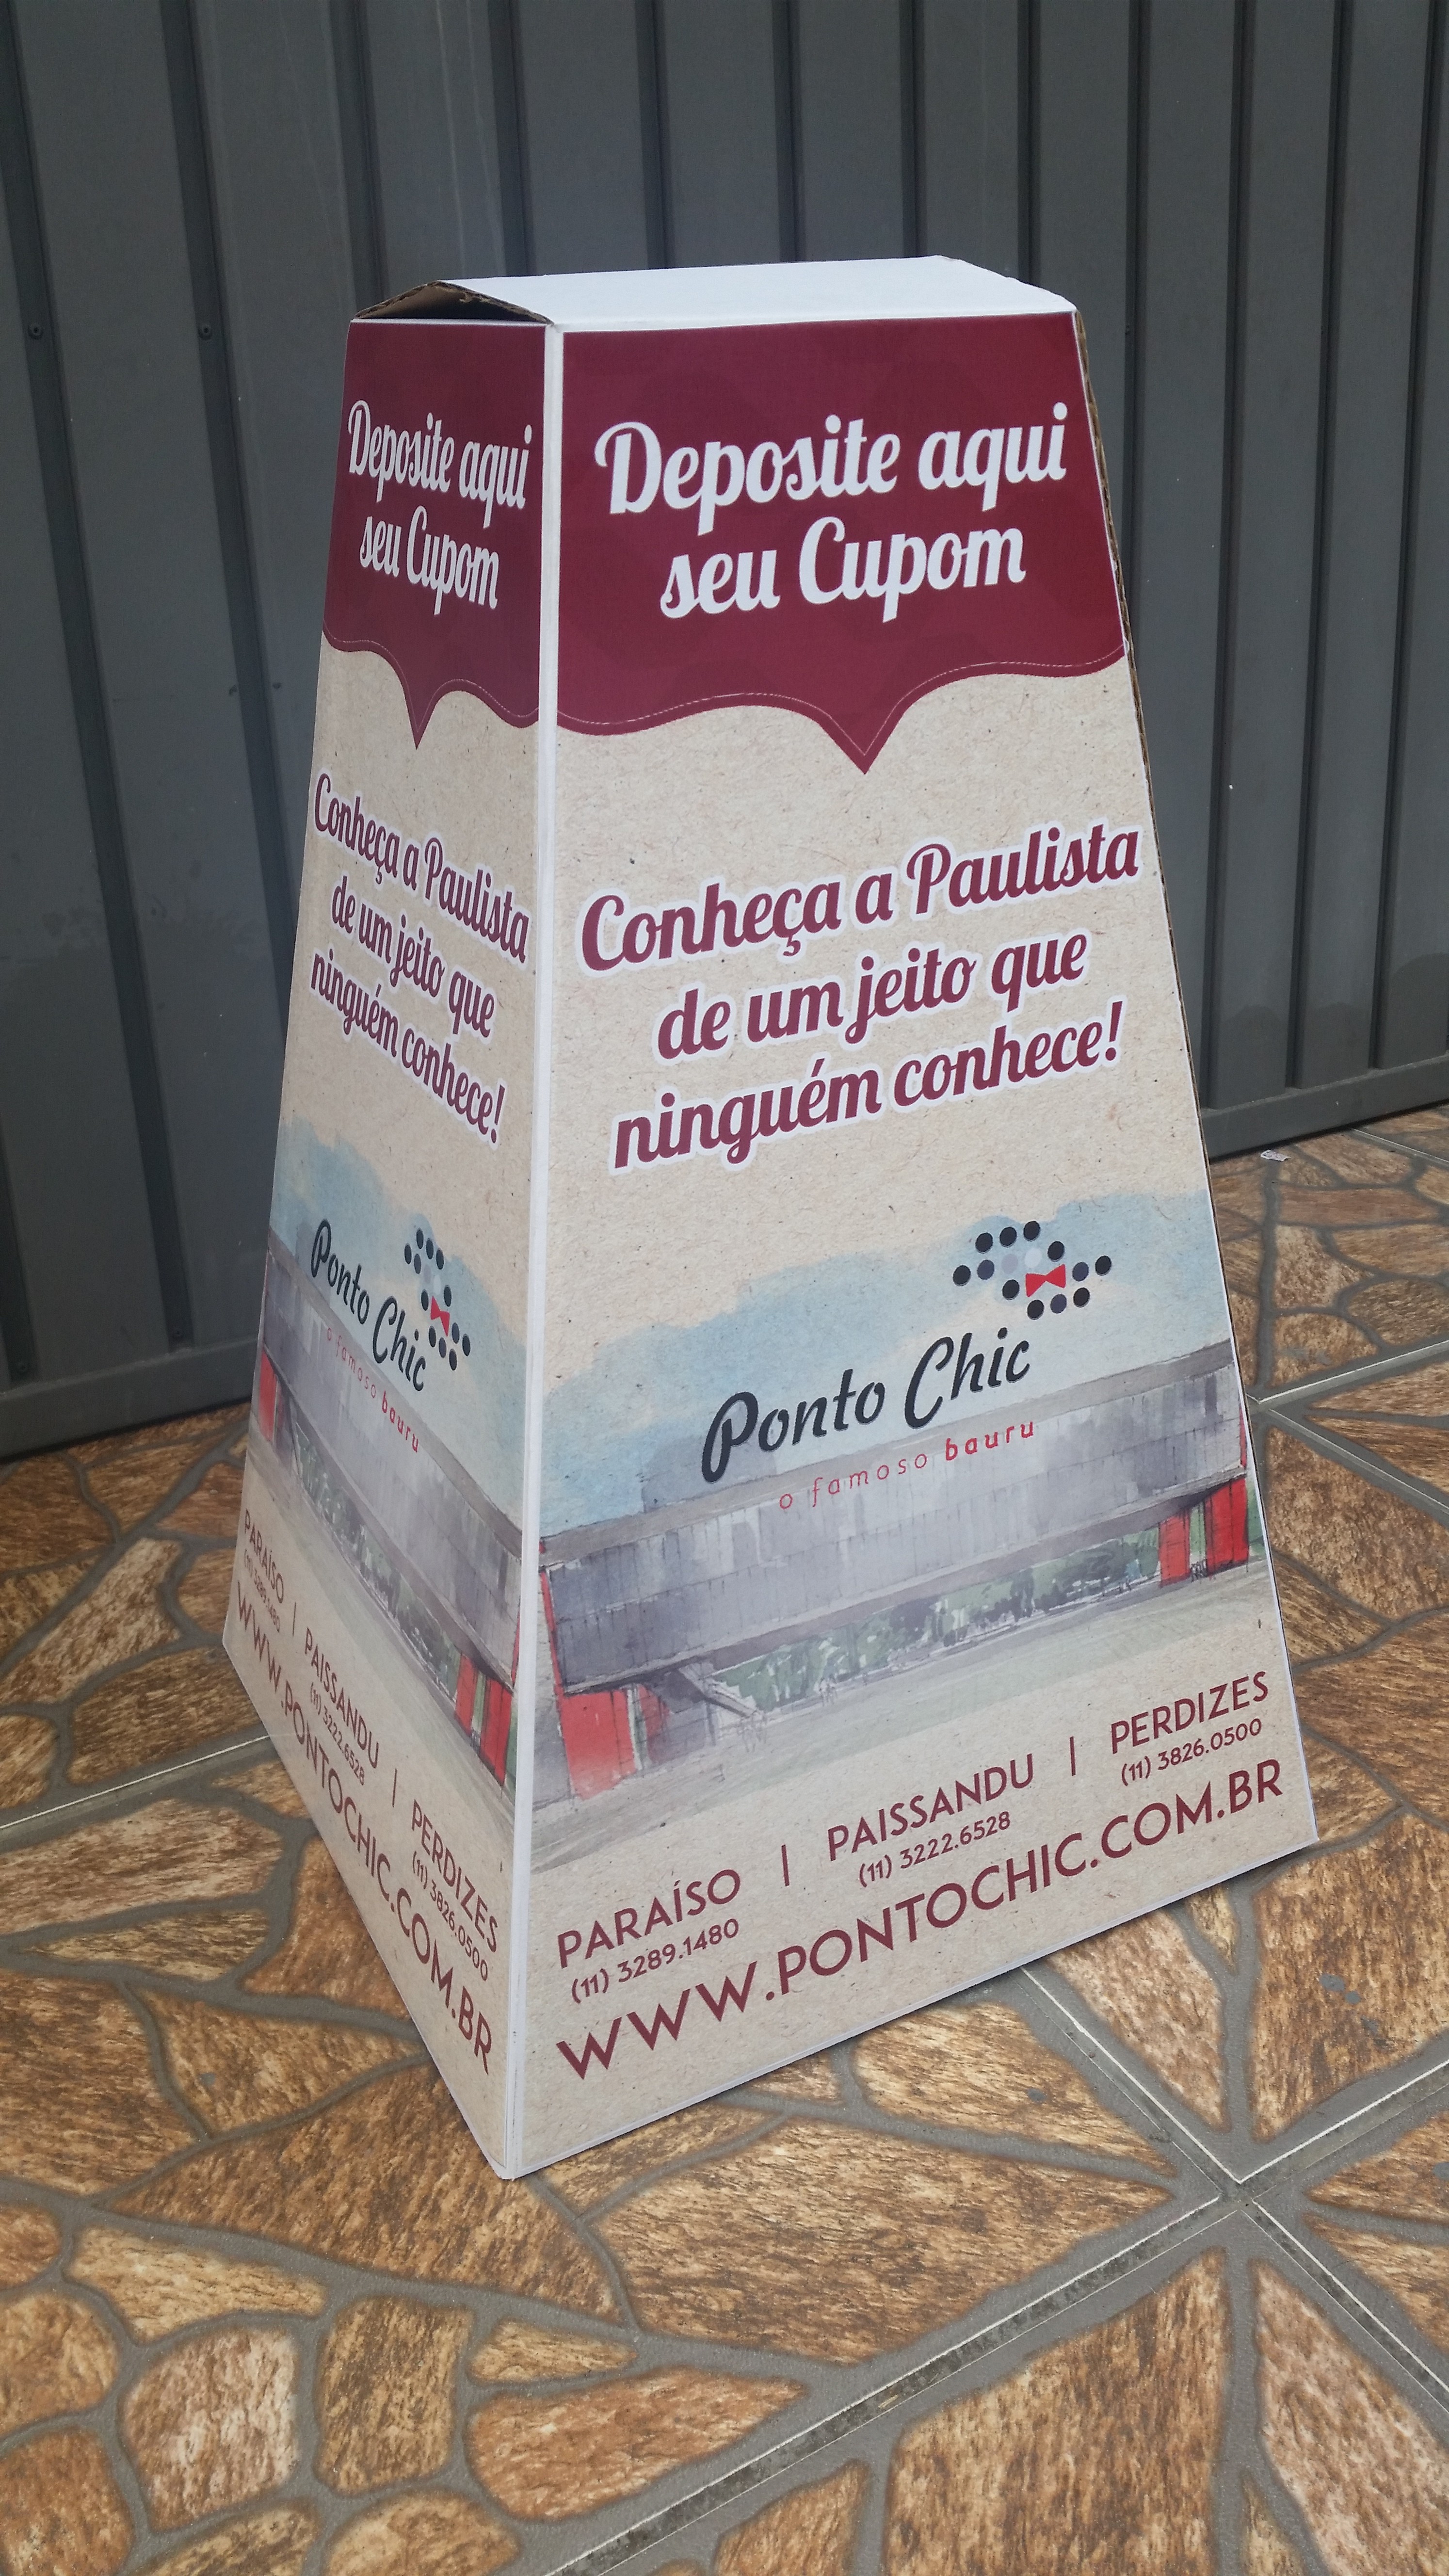 Deposite aqui
seu Cupom
Conheça a Paulista
de um jeito que
ninguém conhece!
Ponto Chic
o famoso bauru
PARAÍSO | PAISSANDU | PERDIZES
(11) 3289.1480 (11) 3222.6528 (11) 3826.0500
WWW.PONTOCHIC.COM.BR
Deposite aqui
seu Cupom
Conheça a Paulista
de um jeito que
ninguém conhece!
Ponto Chic
o famoso bauru
PARAÍSO | PAISSANDU | PERDIZES
(11) 3289.1480 (11) 3222.6528 (11) 3826.0500
WWW.PONTOCHIC.COM.BR